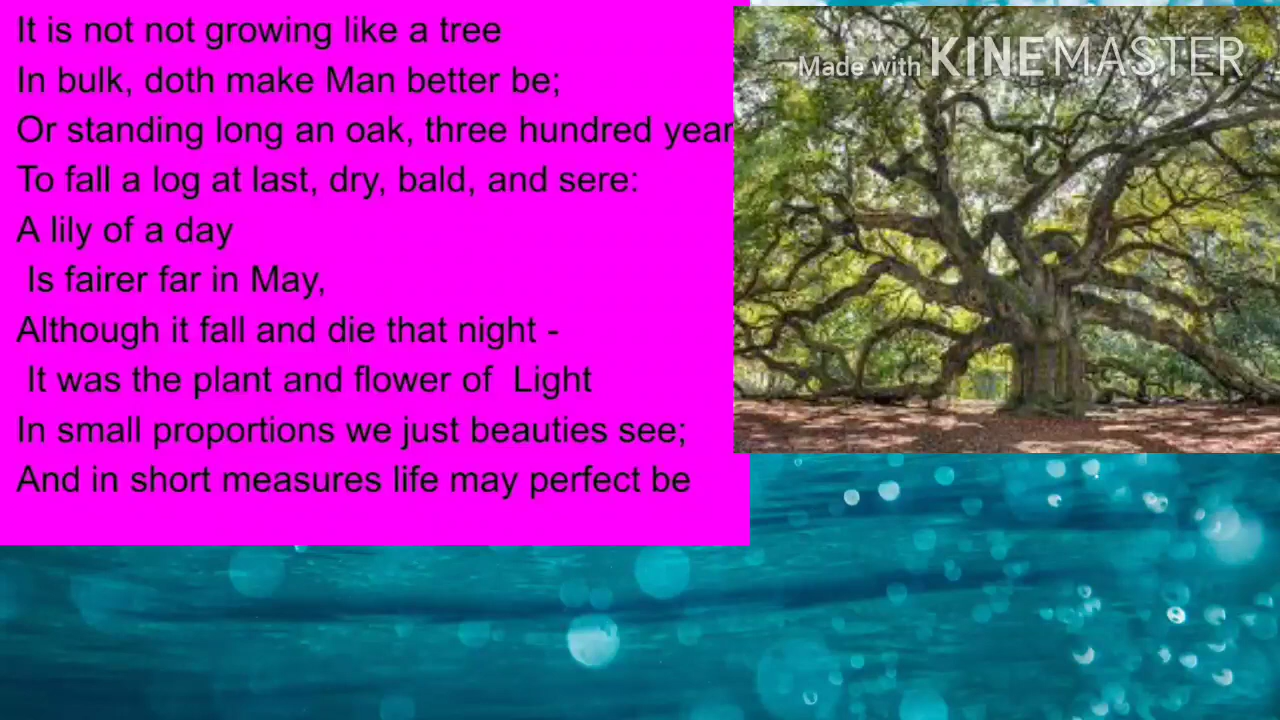 It is not not growing like a tree
In bulk, doth make Man better be;
Or standing long an oak, three hundred year
To fall a log at last, dry, bald, and sere:
A lily of a day
Is fairer far in May,
Although it fall and die that night -
It was the plant and flower of Light
In small proportions we just beauties see;
And in short measures life may perfect be
Made with KINEMASTER